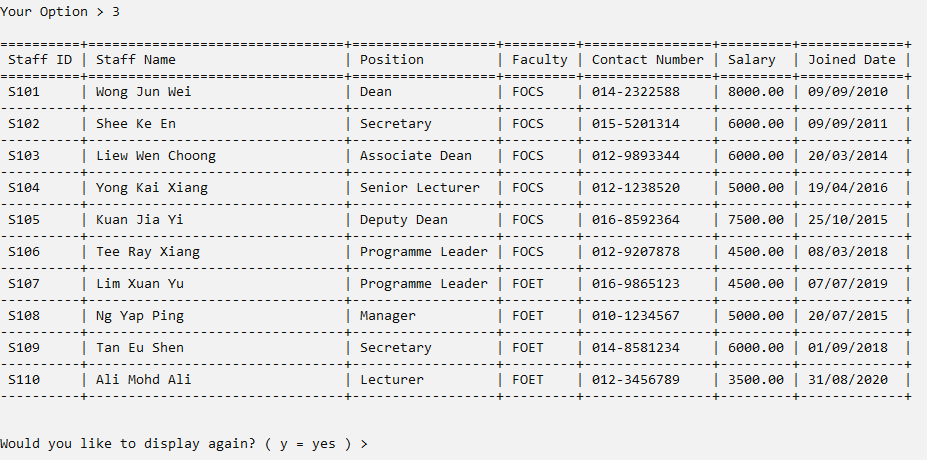 Your Option > 3
==========+================================+==================+=========+================+=========+=============+
 Staff ID | Staff Name                     | Position         | Faculty | Contact Number | Salary  | Joined Date |
==========+================================+==================+=========+================+=========+=============+
 S101     | Wong Jun Wei                   | Dean             | FOCS    | 014-2322588    | 8000.00 | 09/09/2010  |
----------+--------------------------------+------------------+---------+----------------+---------+-------------+
 S102     | Shee Ke En                     | Secretary        | FOCS    | 015-5201314    | 6000.00 | 09/09/2011  |
----------+--------------------------------+------------------+---------+----------------+---------+-------------+
 S103     | Liew Wen Choong                | Associate Dean   | FOCS    | 012-9893344    | 6000.00 | 20/03/2014  |
----------+--------------------------------+------------------+---------+----------------+---------+-------------+
 S104     | Yong Kai Xiang                 | Senior Lecturer  | FOCS    | 012-1238520    | 5000.00 | 19/04/2016  |
----------+--------------------------------+------------------+---------+----------------+---------+-------------+
 S105     | Kuan Jia Yi                    | Deputy Dean      | FOCS    | 016-8592364    | 7500.00 | 25/10/2015  |
----------+--------------------------------+------------------+---------+----------------+---------+-------------+
 S106     | Tee Ray Xiang                  | Programme Leader | FOCS    | 012-9207878    | 4500.00 | 08/03/2018  |
----------+--------------------------------+------------------+---------+----------------+---------+-------------+
 S107     | Lim Xuan Yu                    | Programme Leader | FOET    | 016-9865123    | 4500.00 | 07/07/2019  |
----------+--------------------------------+------------------+---------+----------------+---------+-------------+
 S108     | Ng Yap Ping                    | Manager          | FOET    | 010-1234567    | 5000.00 | 20/07/2015  |
----------+--------------------------------+------------------+---------+----------------+---------+-------------+
 S109     | Tan Eu Shen                    | Secretary        | FOET    | 014-8581234    | 6000.00 | 01/09/2018  |
----------+--------------------------------+------------------+---------+----------------+---------+-------------+
 S110     | Ali Mohd Ali                   | Lecturer         | FOET    | 012-3456789    | 3500.00 | 31/08/2020  |
----------+--------------------------------+------------------+---------+----------------+---------+-------------+
Would you like to display again? ( y = yes ) >